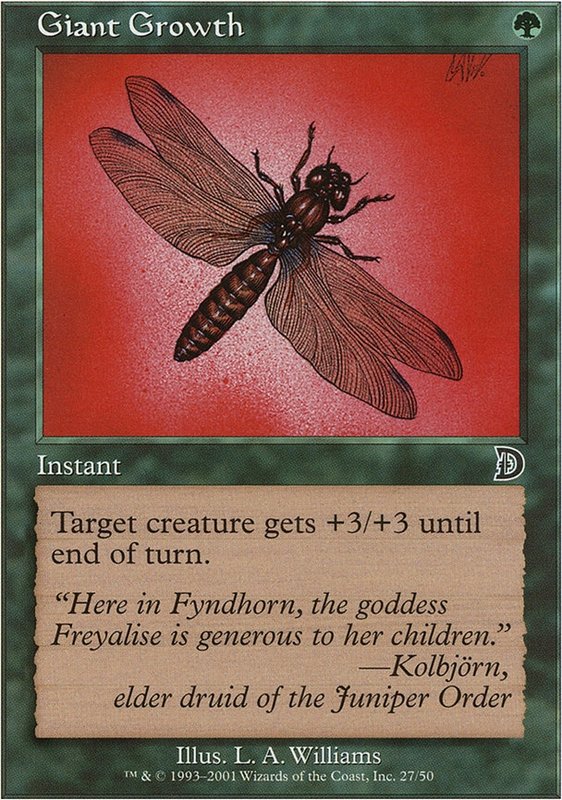 Giant Growth
Instant
Target creature gets +3/+3 until
end of turn.
“Here in Fyndhorn, the goddess
Freyalise is generous to her children.”
—Kolbjörn,
elder druid of the Juniper Order
Illus. L. A. Williams
™ & © 1993–2001 Wizards of the Coast, Inc. 27/50